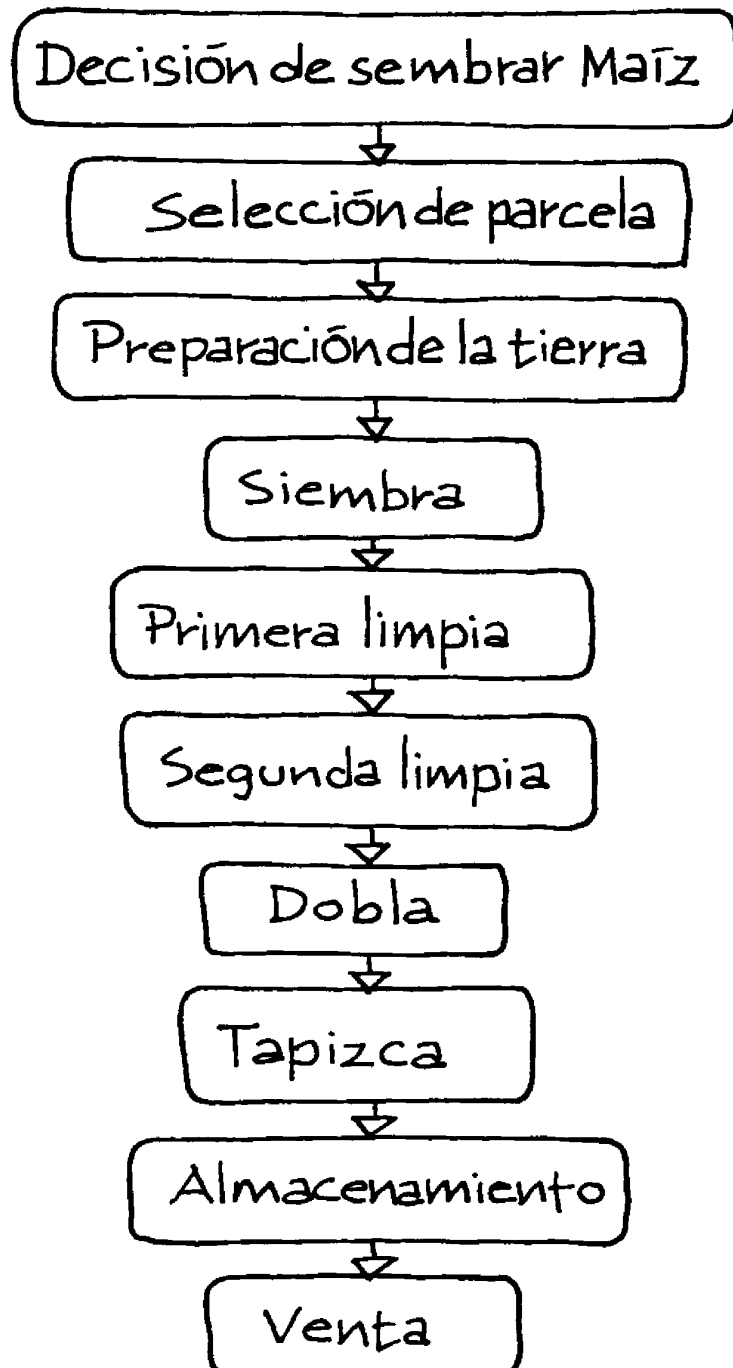 Decisión de sembrar Maíz
Selección de parcela
Preparación de la tierra
Siembra
Primera limpia
Segunda limpia
Dobla
Tapizca
Almacenamiento
Venta